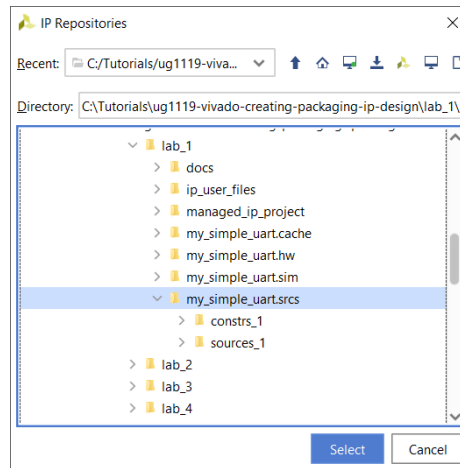 IP Repositories
Recent: C:/Tutorials/ug1119-viva...
Directory: C:\Tutorials\ug1119-vivado-creating-packaging-ip-design\lab_1\
lab_1
docs
ip_user_files
managed_ip_project
my_simple_uart.cache
my_simple_uart.hw
my_simple_uart.sim
my_simple_uart.srcs
constrs_1
sources_1
lab_2
lab_3
lab_4
Select Cancel